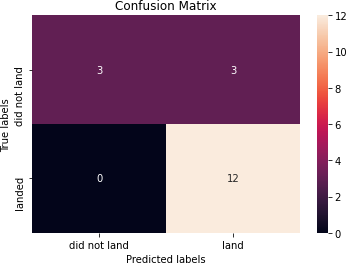 Confusion Matrix
True labels
did not land
landed
3
3
0
12
did not land
land
Predicted labels
12
10
8
6
4
2
0